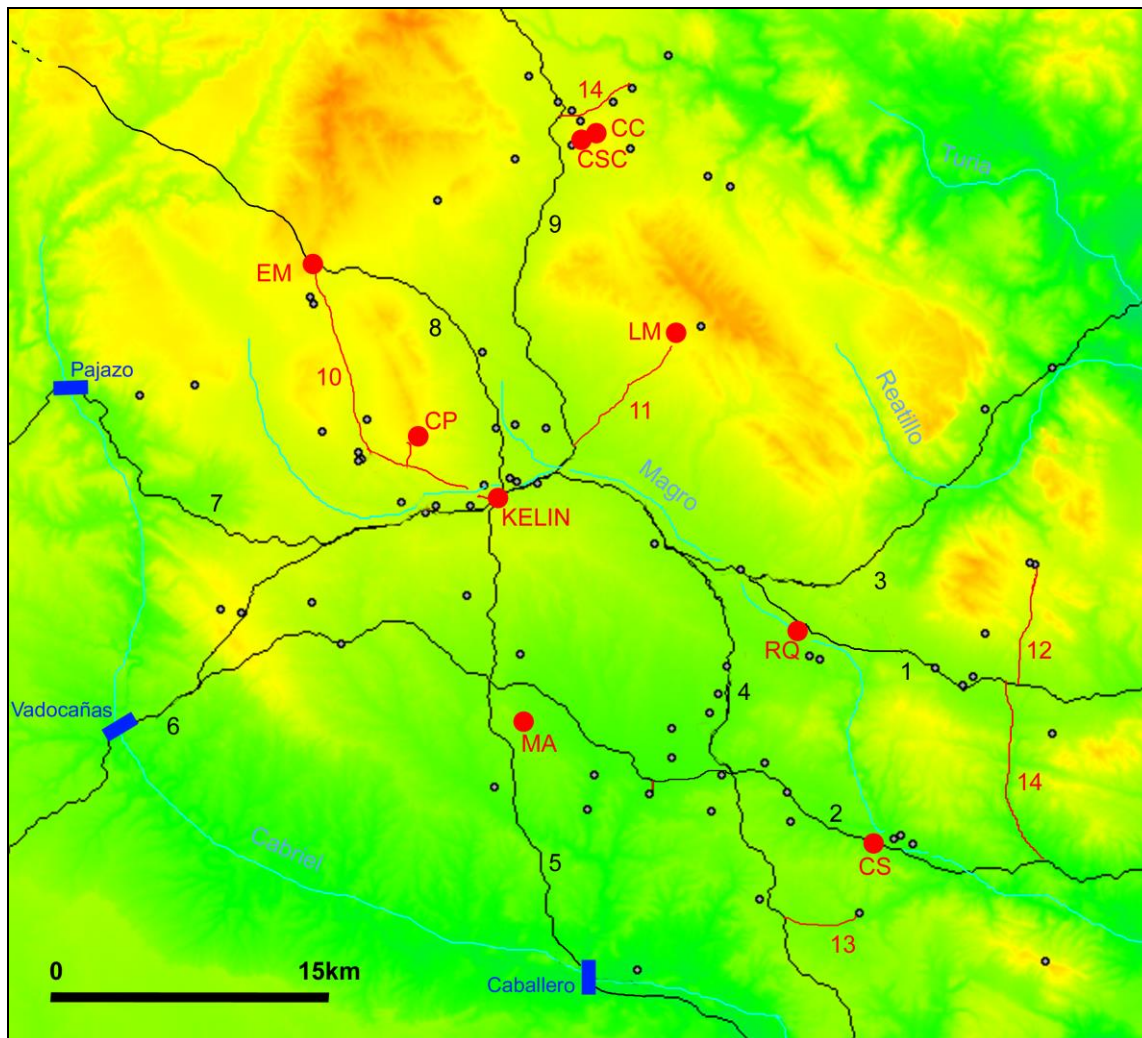 14
CC
CSC
Turia
9
EM
8
LM
Pajazo
10
11
Reatillo
CP
7
KELIN
Magro
3
12
RQ
1
4
Vadocañas
6
MA
14
2
Cabriel
5
CS
13
0 15km
Caballero